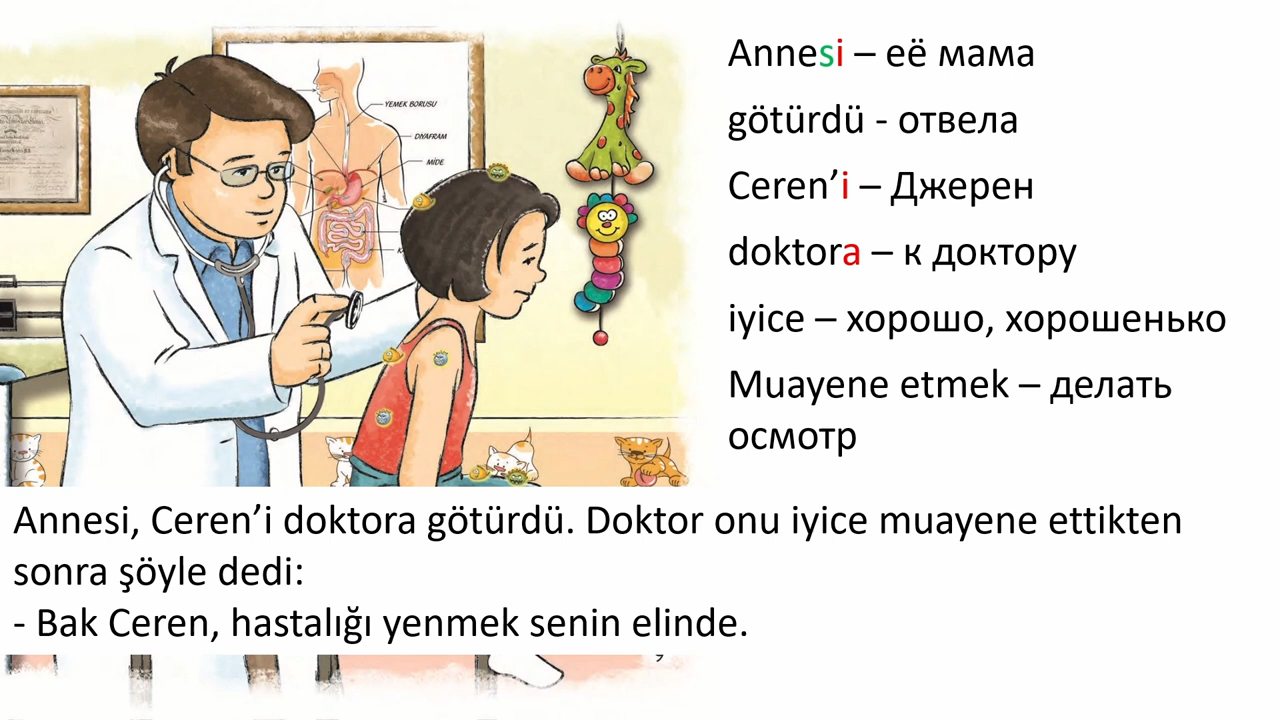 YEMEK BORUSU
DİYAFRAM
MİDE
Annesi – её мама
götürdü - отвела
Ceren’i – Джерен
doktora – к доктору
iyice – хорошо, хорошенько
Muayene etmek – делать
осмотр
Annesi, Ceren’i doktora götürdü. Doktor onu iyice muayene ettikten
sonra şöyle dedi:
- Bak Ceren, hastalığı yenmek senin elinde.
9